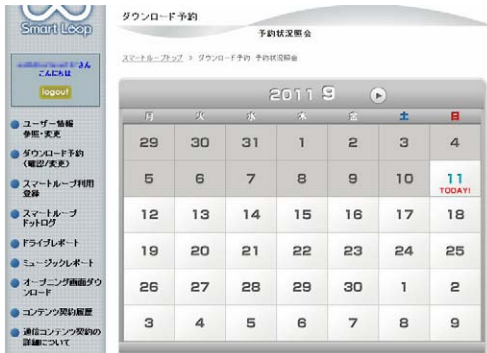 Smart Loop
さん
こんにちは
logout
ユーザー情報
参照・変更
ダウンロード予約
(確認/変更)
スマートループ利用
登録
スマートループ
ドットログ
ドライブレポート
ミュージックレポート
オープニング画面ダウ
ンロード
コンテンツ契約履歴
通信コンテンツ契約の
詳細について
ダウンロード予約
予約状況照会
スマートループトップ > ダウンロード予約 予約状況照会
2011 9
月 火 水 木 金 土 日
29 30 31 1 2 3 4
5 6 7 8 9 10 11
TODAY!
12 13 14 15 16 17 18
19 20 21 22 23 24 25
26 27 28 29 30 1 2
3 4 5 6 7 8 9